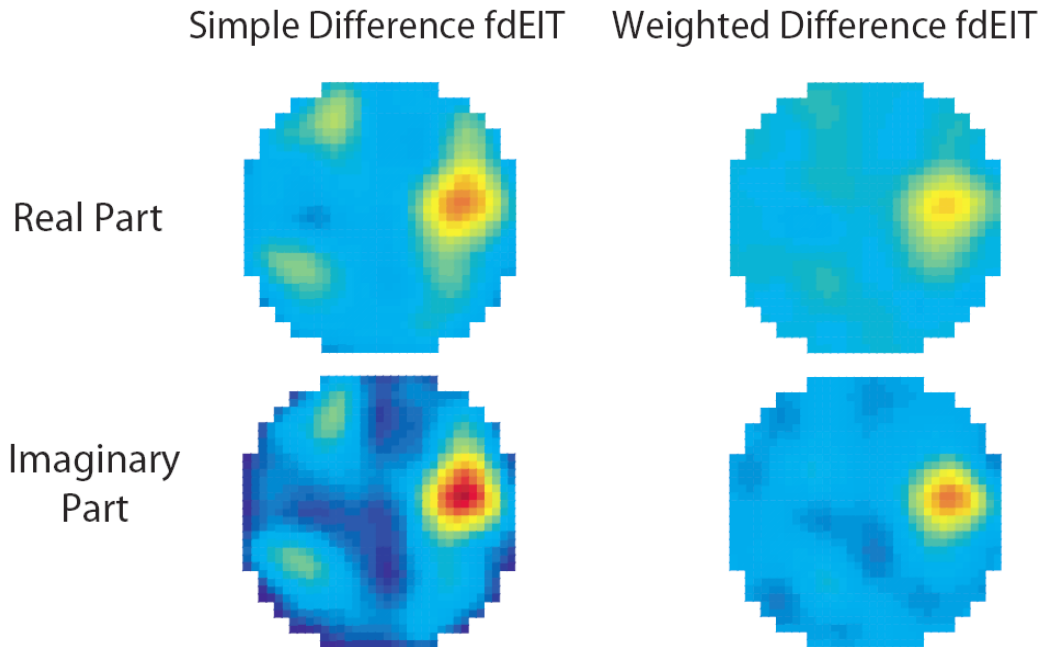 Simple Difference fdEIT
Weighted Difference fdEIT
Real Part
Imaginary
Part